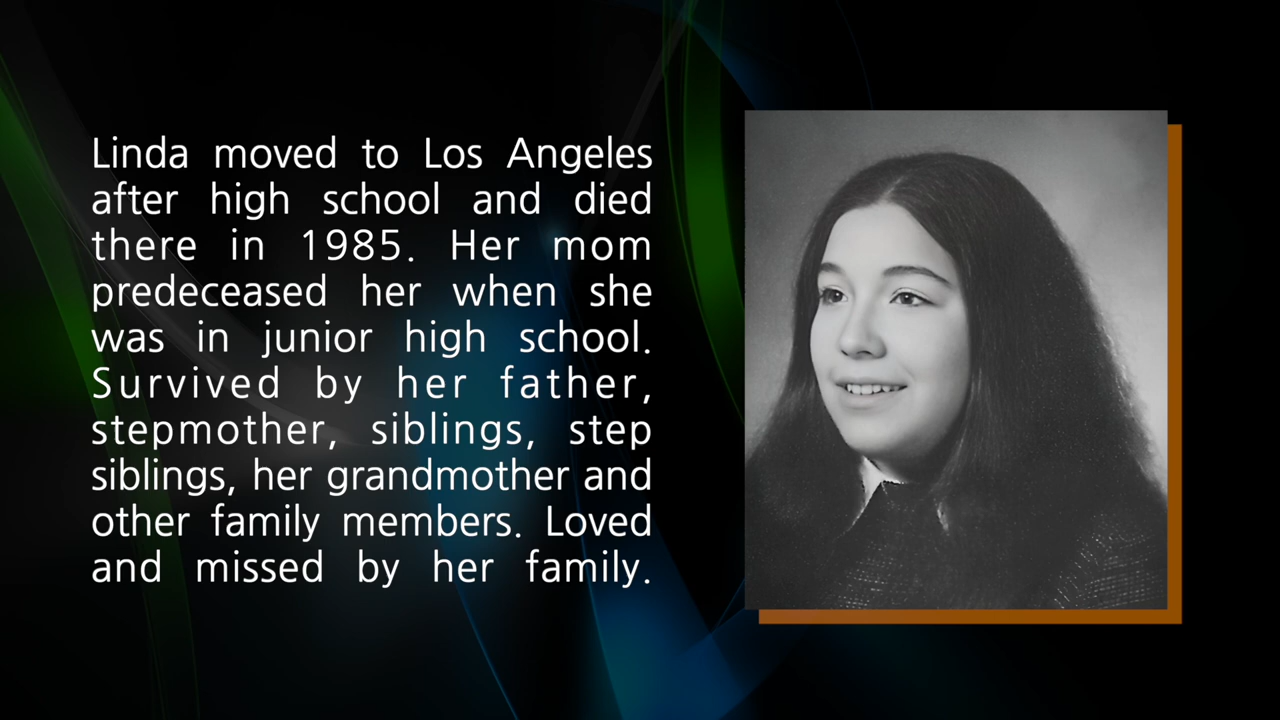 Linda moved to Los Angeles
after high school and died
there in 1985. Her mom
predeceased her when she
was in junior high school.
Survived by her father,
stepmother, siblings, step
siblings, her grandmother and
other family members. Loved
and missed by her family.